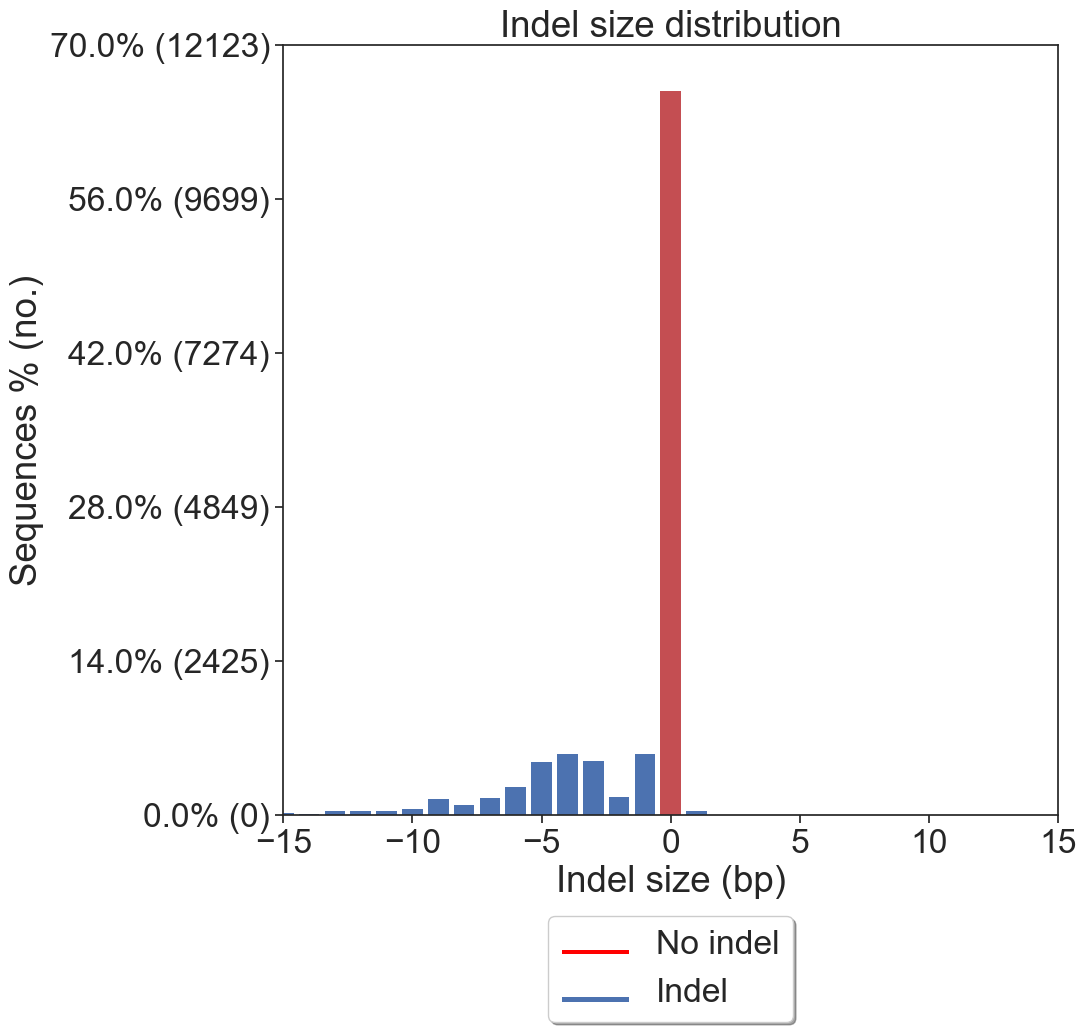 Indel size distribution
70.0% (12123)
56.0% (9699)
42.0% (7274)
28.0% (4849)
14.0% (2425)
0.0% (0)
Sequences % (no.)
−15 −10 −5 0 5 10 15
Indel size (bp)
No indel
Indel